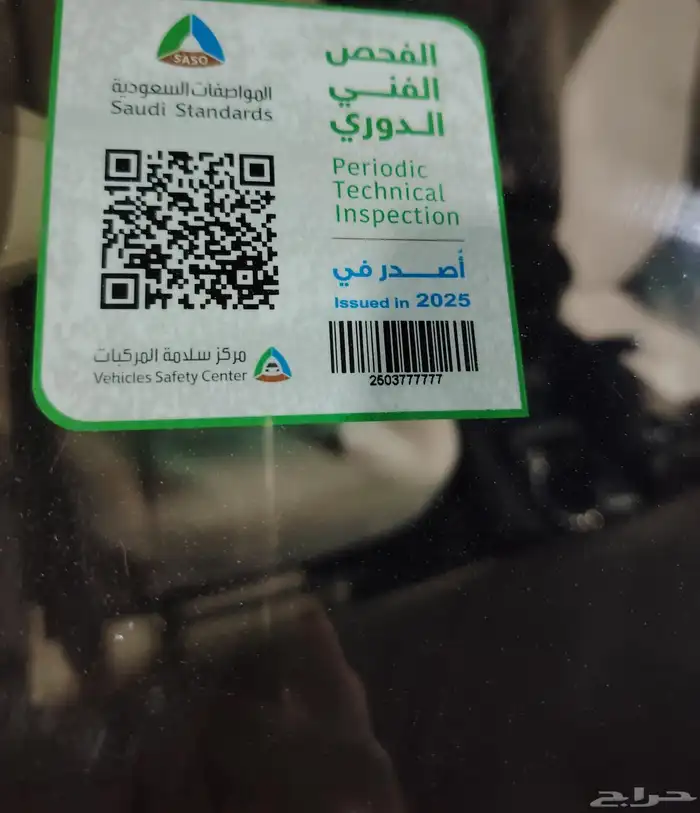 SASO
المواصفات السعودية
Saudi Standards
مركز سلامة المركبات
Vehicles Safety Center
الفحص
الفني
الدوري
Periodic
Technical
Inspection
أصدر في
Issued in 2025
2503777777
حراج